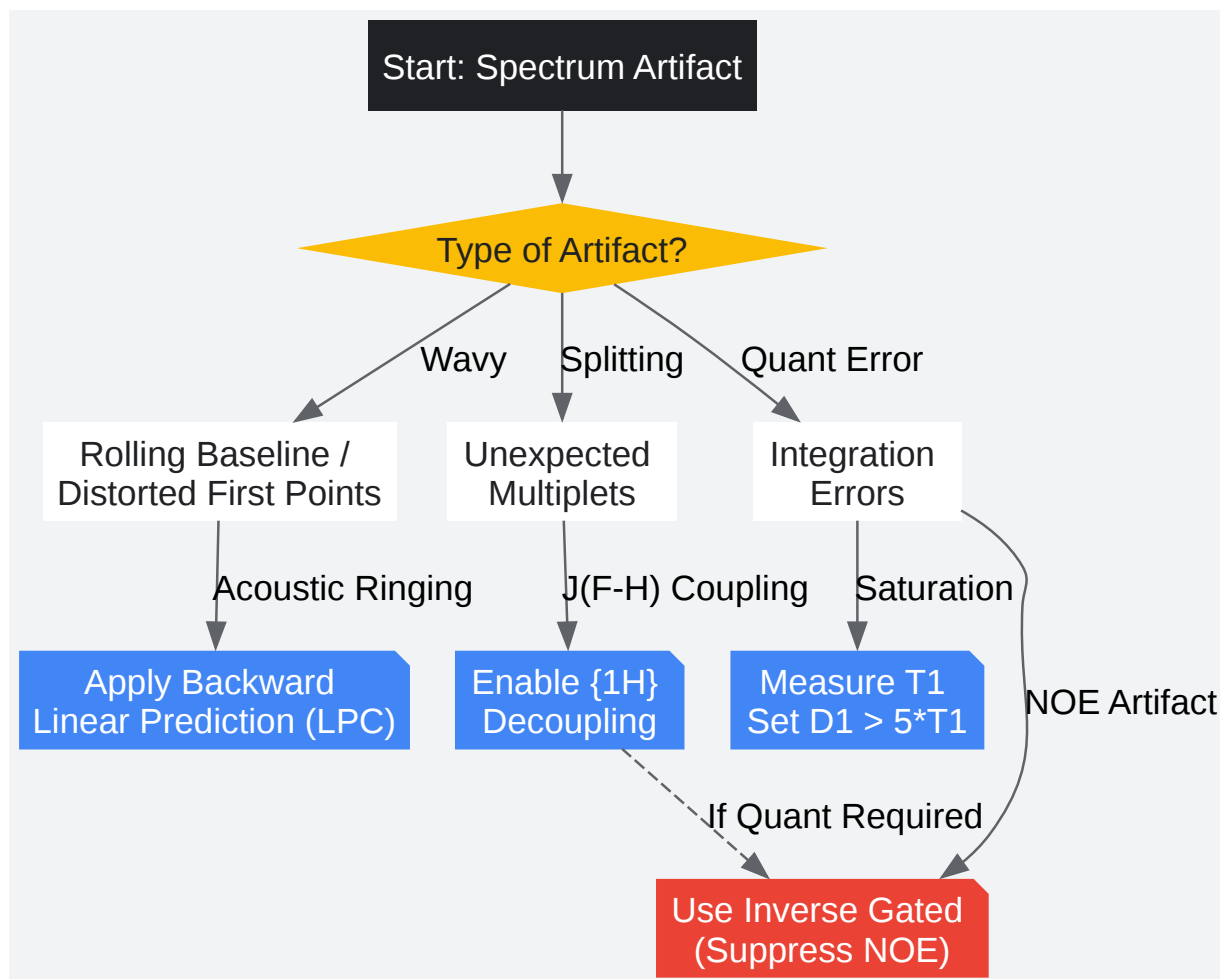 Start: Spectrum Artifact
Type of Artifact?
Wavy
Splitting
Quant Error
Rolling Baseline /
Distorted First Points
Unexpected
Multiplets
Integration
Errors
Acoustic Ringing
J(F-H) Coupling
Saturation
NOE Artifact
Apply Backward
Linear Prediction (LPC)
Enable {1H}
Decoupling
Measure T1
Set D1 > 5*T1
If Quant Required
Use Inverse Gated
(Suppress NOE)